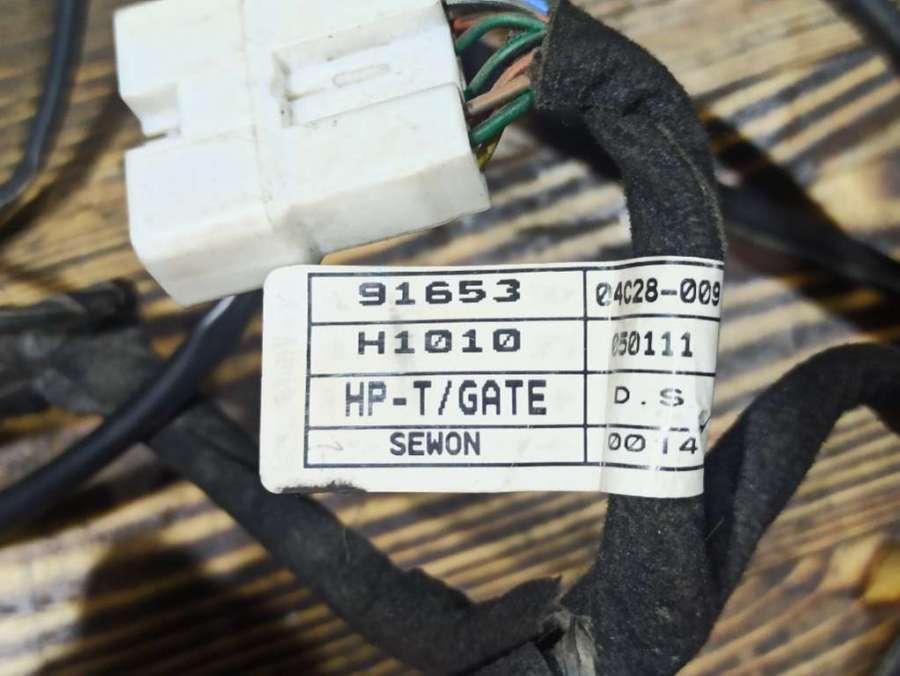 91653 04C28-009
H1010 050111
HP-T/GATE D.S
SEWON 0014